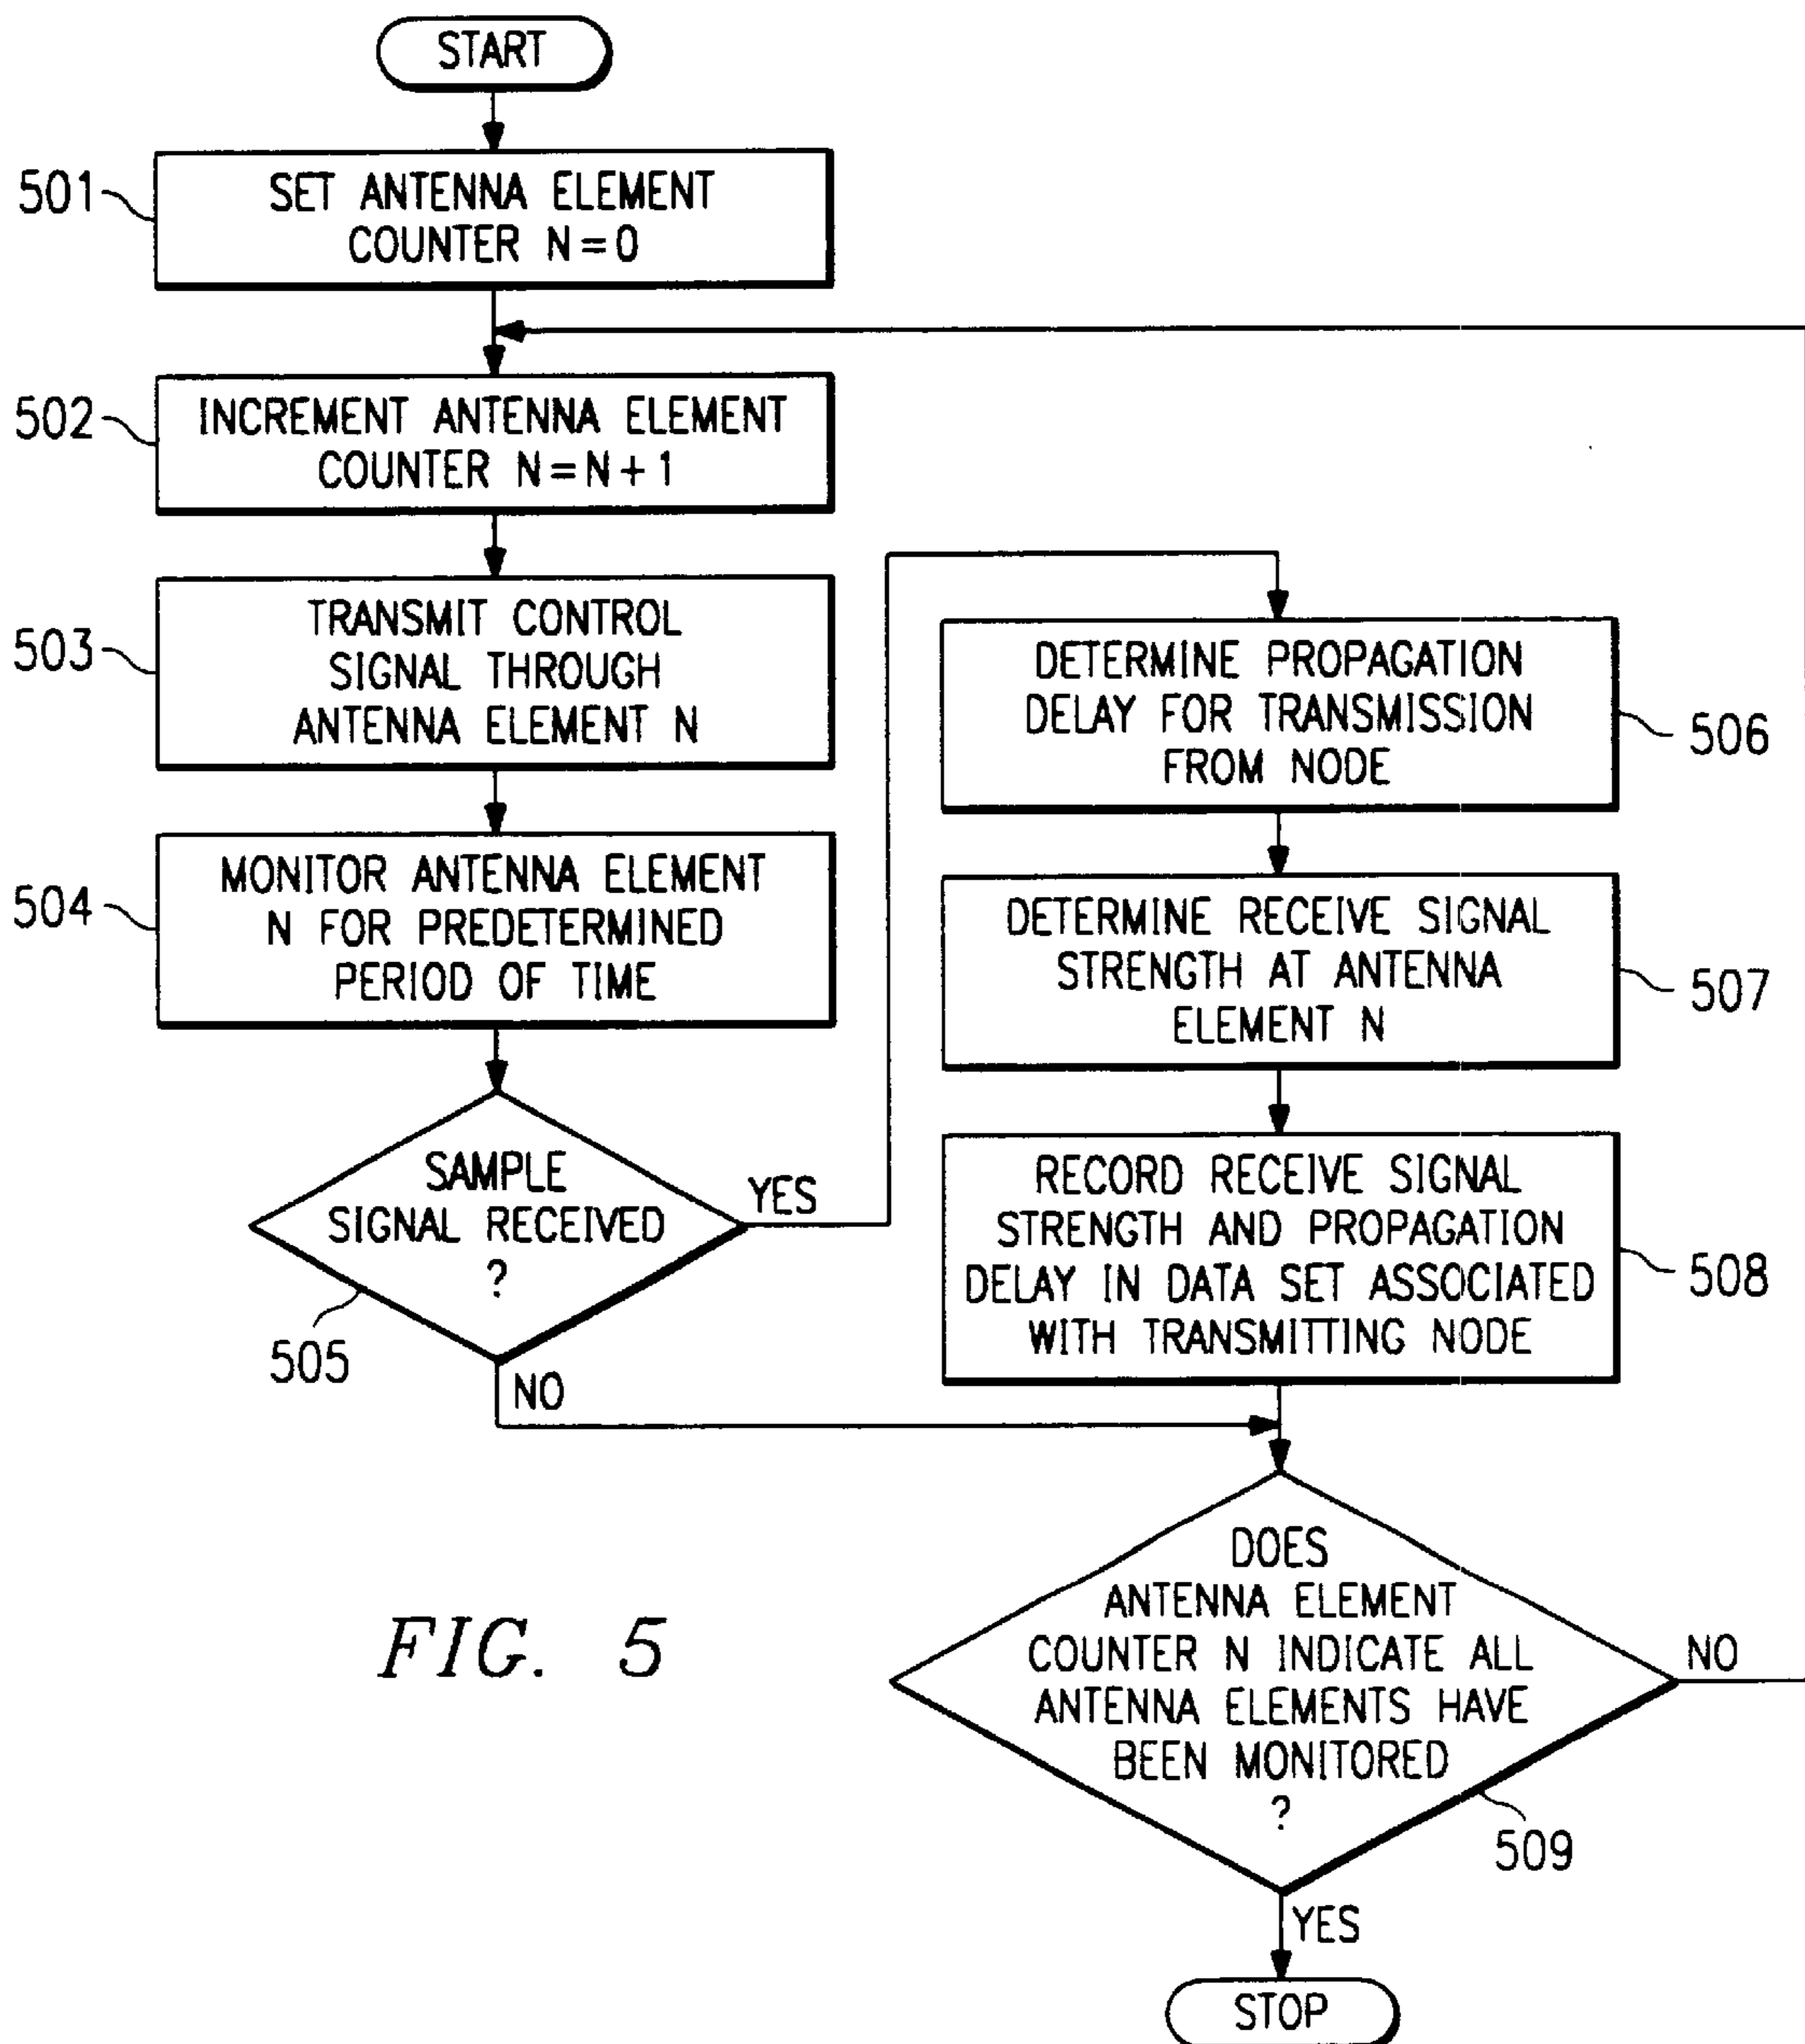 START
501
SET ANTENNA ELEMENT
COUNTER N=0
502
INCREMENT ANTENNA ELEMENT
COUNTER N=N+1
503
TRANSMIT CONTROL
SIGNAL THROUGH
ANTENNA ELEMENT N
504
MONITOR ANTENNA ELEMENT
N FOR PREDETERMINED
PERIOD OF TIME
SAMPLE
SIGNAL RECEIVED
?
505
YES
NO
DETERMINE PROPAGATION
DELAY FOR TRANSMISSION
FROM NODE
506
DETERMINE RECEIVE SIGNAL
STRENGTH AT ANTENNA
ELEMENT N
507
RECORD RECEIVE SIGNAL
STRENGTH AND PROPAGATION
DELAY IN DATA SET ASSOCIATED
WITH TRANSMITTING NODE
508
DOES
ANTENNA ELEMENT
COUNTER N INDICATE ALL
ANTENNA ELEMENTS HAVE
BEEN MONITORED
?
509
NO
YES
STOP
FIG. 5